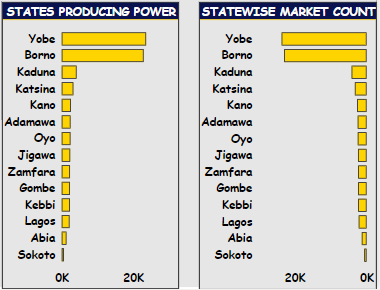 STATES PRODUCING POWER
Yobe
Borno
Kaduna
Katsina
Kano
Adamawa
Oyo
Jigawa
Zamfara
Gombe
Kebbi
Lagos
Abia
Sokoto
0K 20K
STATEWISE MARKET COUNT
Yobe
Borno
Kaduna
Katsina
Kano
Adamawa
Oyo
Jigawa
Zamfara
Gombe
Kebbi
Lagos
Abia
Sokoto
20K 0K